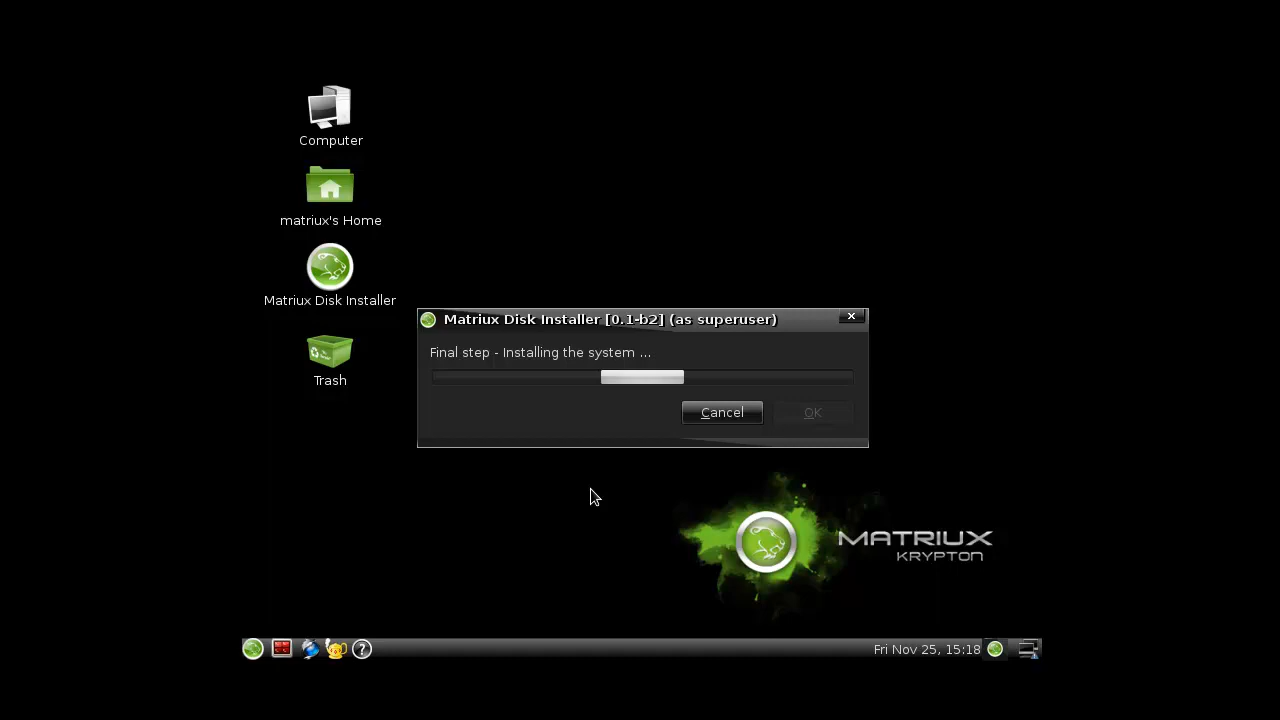 Computer
matriux's Home
Matriux Disk Installer
Trash
Matriux Disk Installer [0.1-b2] (as superuser)
Final step - Installing the system ...
Cancel
OK
MATRIUX
KRYPTON
Fri Nov 25, 15:18